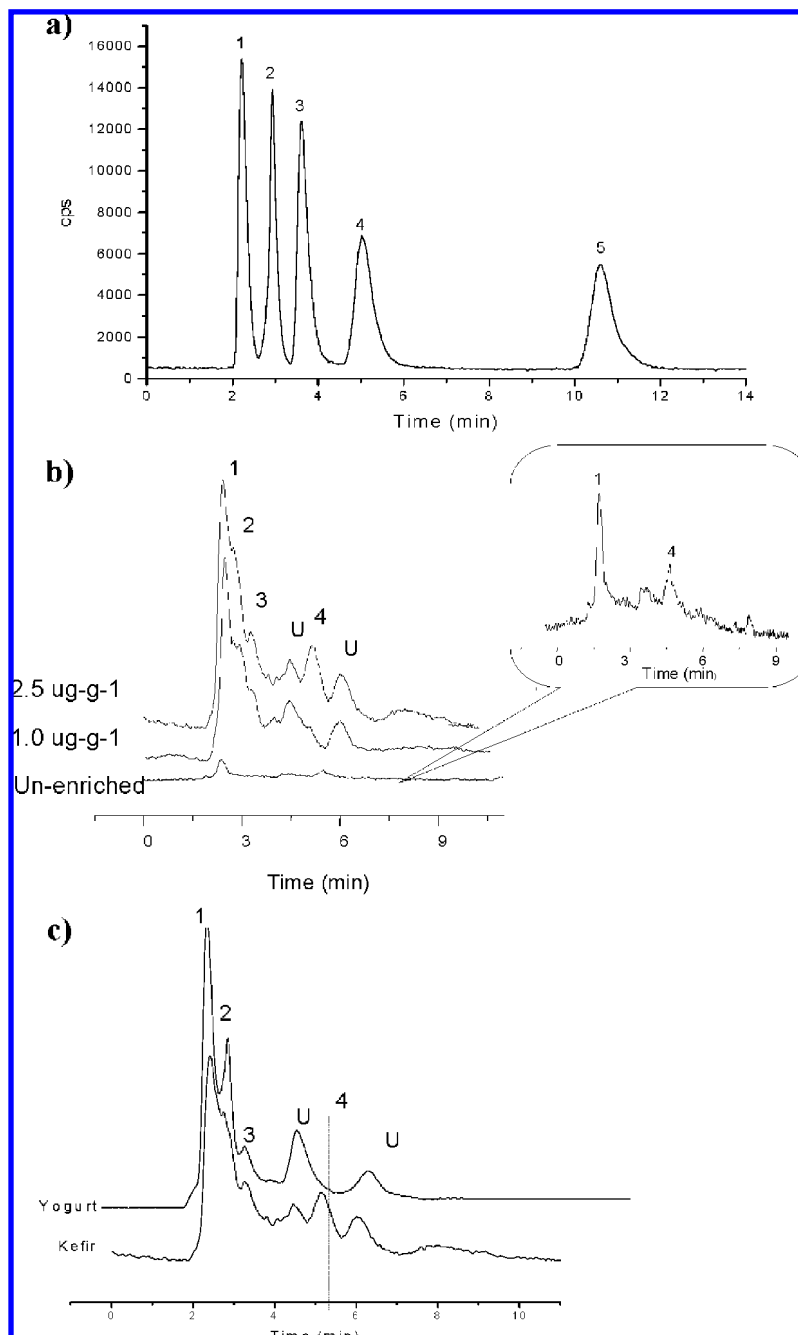 a)
16000
14000
12000
10000
8000
6000
4000
2000
0
cps
1
2
3
4
5
0 2 4 6 8 10 12 14
Time (min)
b)
1
2
3
U 4 U
2.5 ug-g-1
1.0 ug-g-1
Un-enriched
0 3 6 9
Time (min)
1
4
0 3 6 9
Time (min)
c)
1
2
3
U 4
U
Yogurt
Kefir
0 2 4 6 8 10
Time (min)